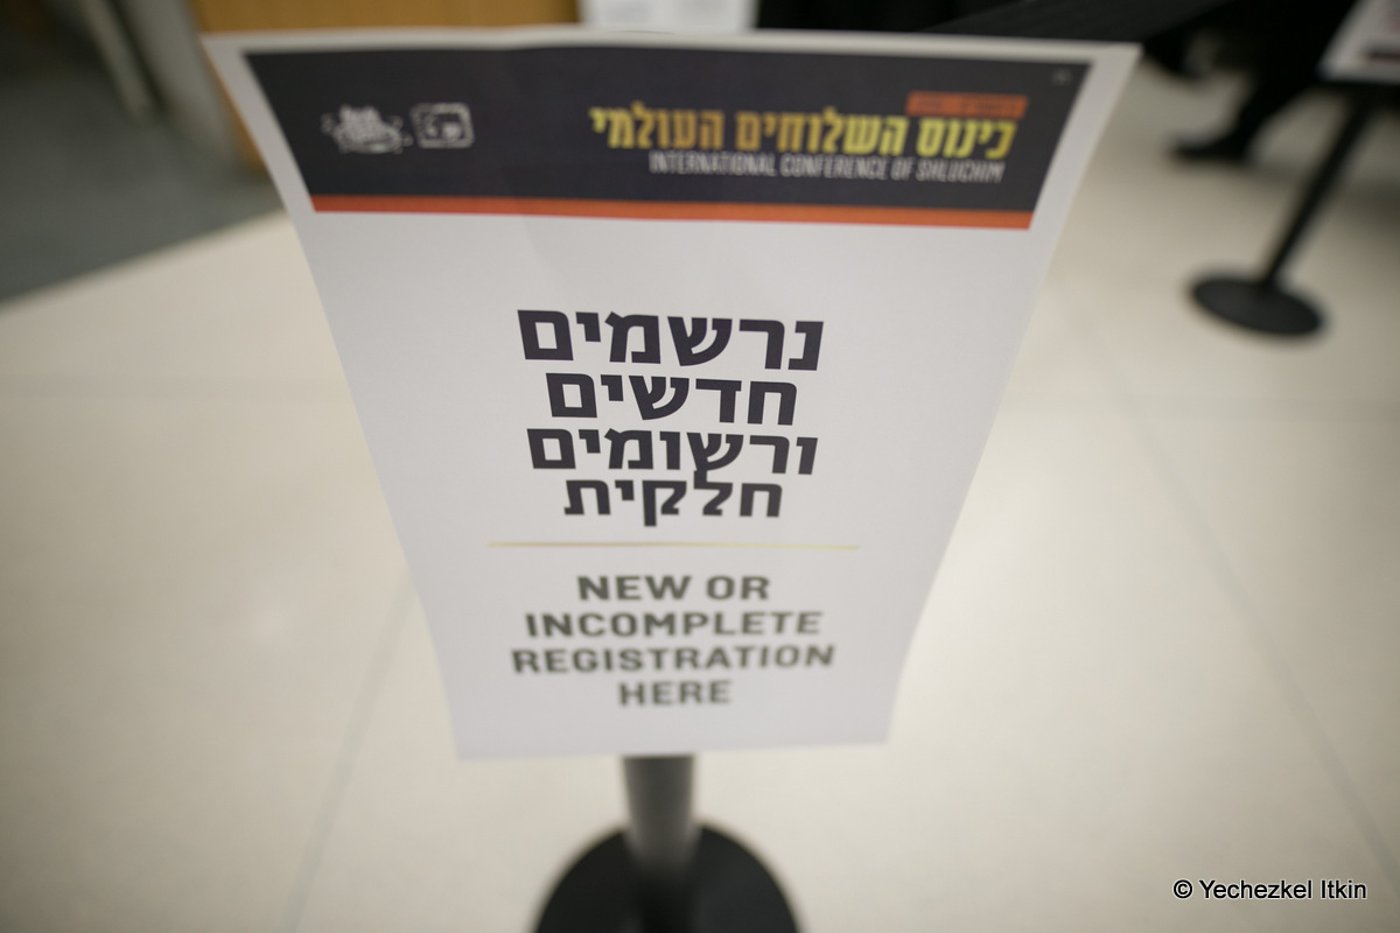 כינוס השלוחים העולמי
INTERNATIONAL CONFERENCE OF SHLUCHIM
נרשמים
חדשים
ורשומים
חלקית
NEW OR
INCOMPLETE
REGISTRATION
HERE
© Yechezkel Itkin